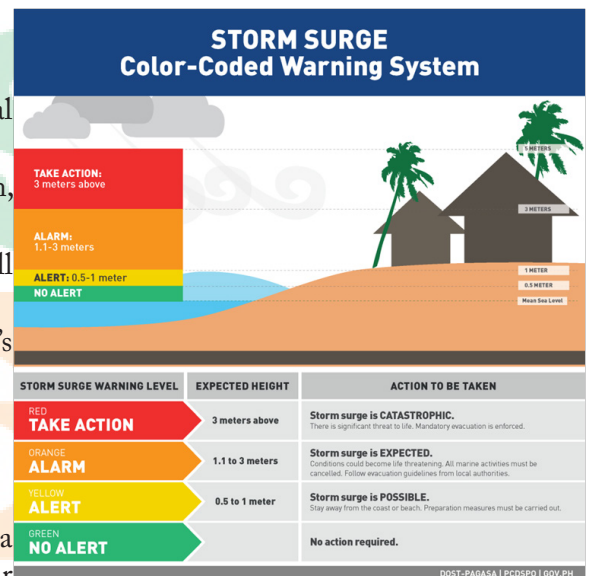 STORM SURGE
Color-Coded Warning System
al
n,
ll
's
a
r
TAKE ACTION:
3 meters above
ALARM:
1.1-3 meters
ALERT: 0.5-1 meter
NO ALERT
5 METERS
3 METERS
1 METER
0.5 METER
Mean Sea Level
STORM SURGE WARNING LEVEL EXPECTED HEIGHT ACTION TO BE TAKEN
RED
TAKE ACTION
3 meters above
Storm surge is CATASTROPHIC.
There is significant threat to life. Mandatory evacuation is enforced.
ORANGE
ALARM
1.1 to 3 meters
Storm surge is EXPECTED.
Conditions could become life threatening. All marine activities must be
cancelled. Follow evacuation guidelines from local authorities.
YELLOW
ALERT
0.5 to 1 meter
Storm surge is POSSIBLE.
Stay away from the coast or beach. Preparation measures must be carried out.
GREEN
NO ALERT
No action required.
DOST-PAGASA | PCDSPO | GOV.PH